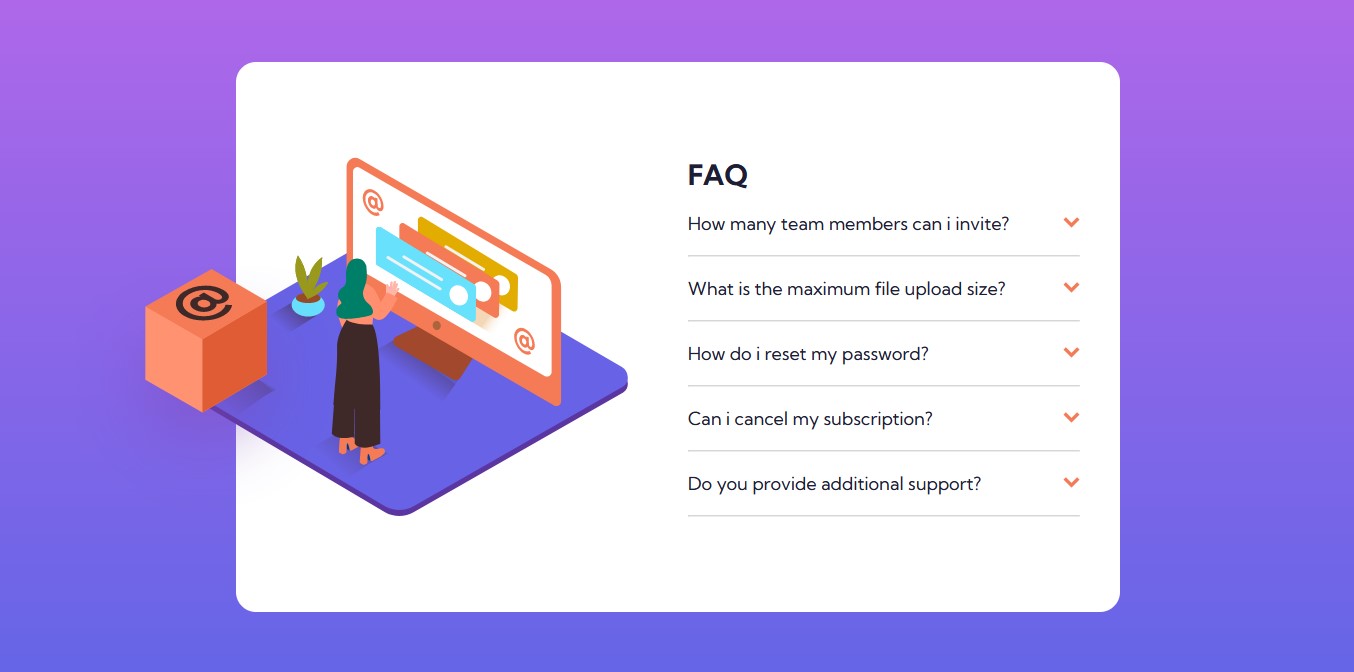 @
@
@
FAQ
How many team members can i invite?
What is the maximum file upload size?
How do i reset my password?
Can i cancel my subscription?
Do you provide additional support?